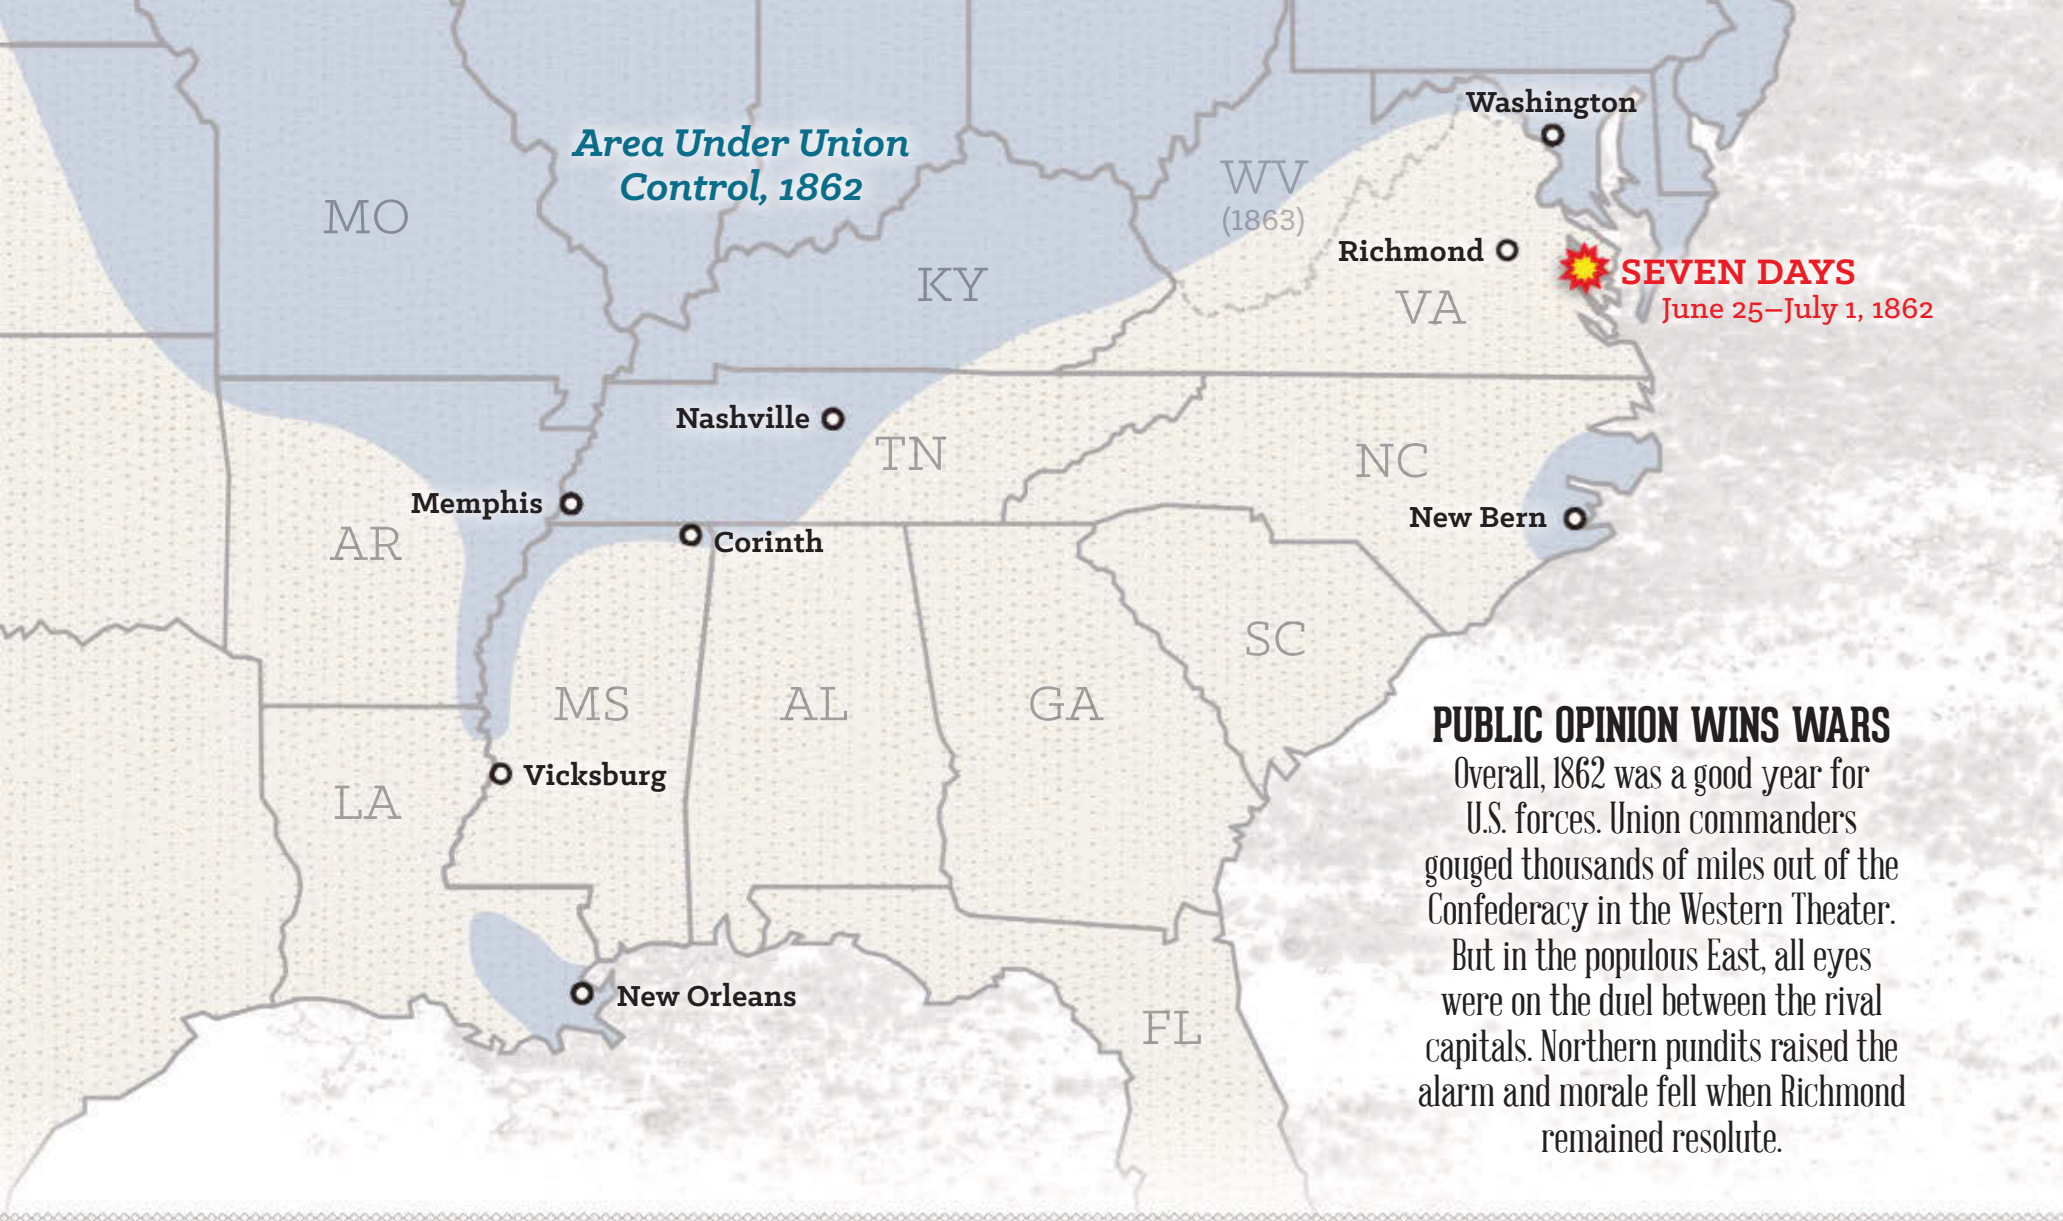 Washington
Area Under Union
Control, 1862
WV
(1863)
MO
Richmond
SEVEN DAYS
June 25–July 1, 1862
KY
VA
Nashville
TN
NC
Memphis
New Bern
AR
Corinth
SC
MS
AL
GA
Vicksburg
LA
New Orleans
FL
PUBLIC OPINION WINS WARS
Overall, 1862 was a good year for
U.S. forces. Union commanders
gouged thousands of miles out of the
Confederacy in the Western Theater.
But in the populous East, all eyes
were on the duel between the rival
capitals. Northern pundits raised the
alarm and morale fell when Richmond
remained resolute.